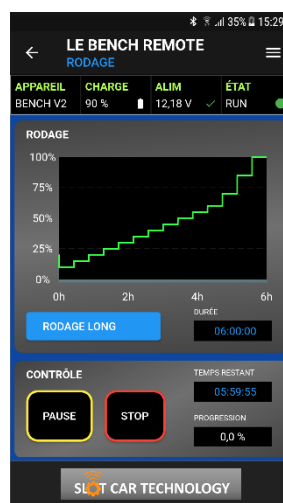 35% 15:29
LE BENCH REMOTE
RODAGE
APPAREIL CHARGE ALIM ÉTAT
BENCH V2 90 % 12,18 V RUN
RODAGE
100%
75%
50%
25%
0%
0h 2h 4h 6h
DURÉE
RODAGE LONG 06:00:00
CONTRÔLE TEMPS RESTANT
05:59:55
PAUSE STOP PROGRESSION
0,0 %
SLOT CAR TECHNOLOGY